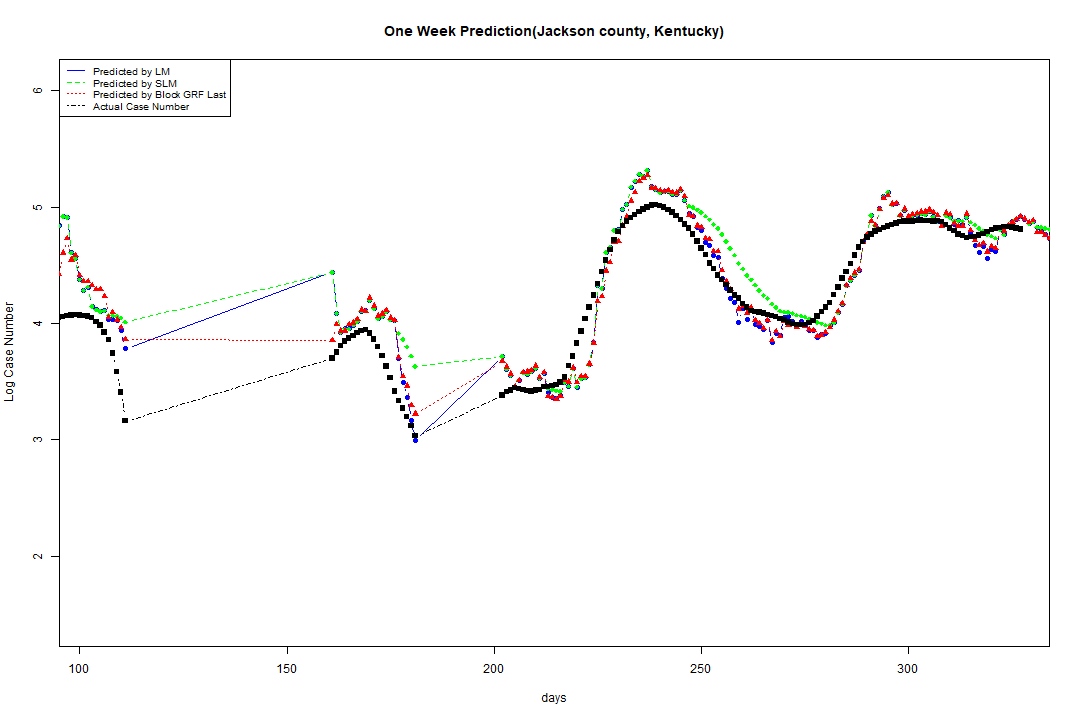 One Week Prediction(Jackson county, Kentucky)
Predicted by LM
Predicted by SLM
Predicted by Block GRF Last
Actual Case Number
6
5
4
3
2
Log Case Number
100 150 200 250 300
days